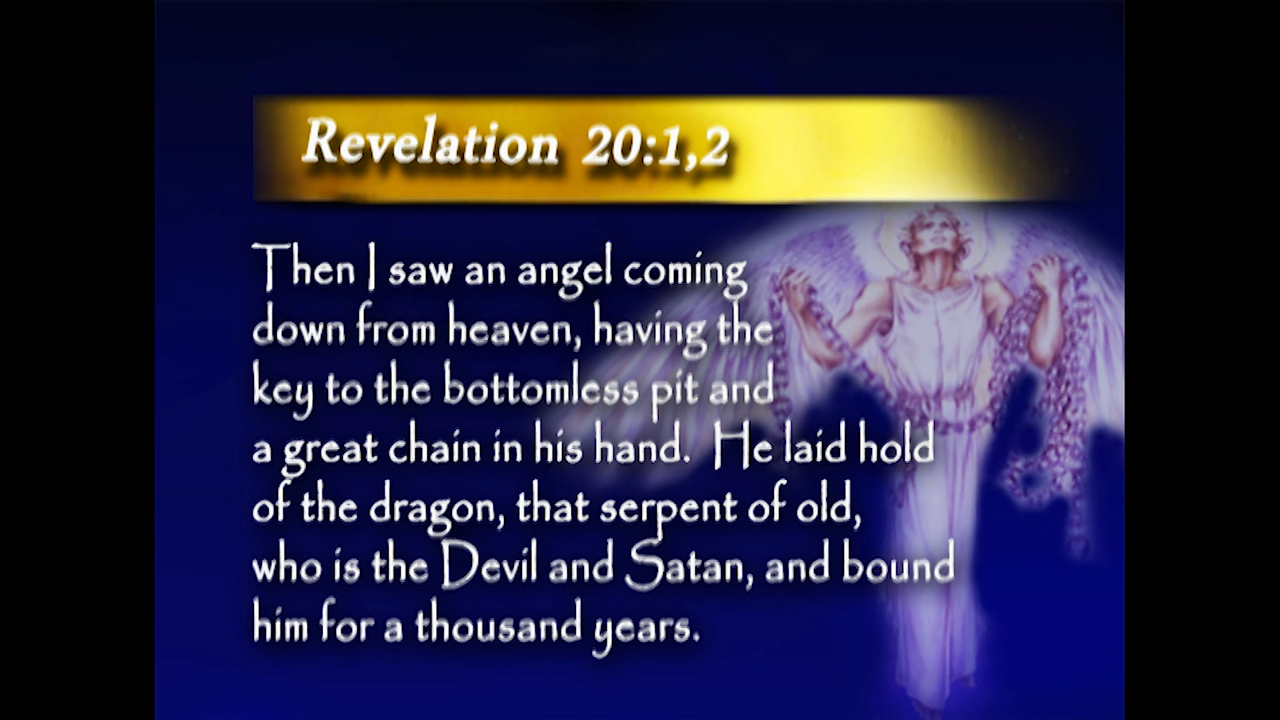 Revelation 20:1,2
Then I saw an angel coming
down from heaven, having the
key to the bottomless pit and
a great chain in his hand. He laid hold
of the dragon, that serpent of old,
who is the Devil and Satan, and bound
him for a thousand years.